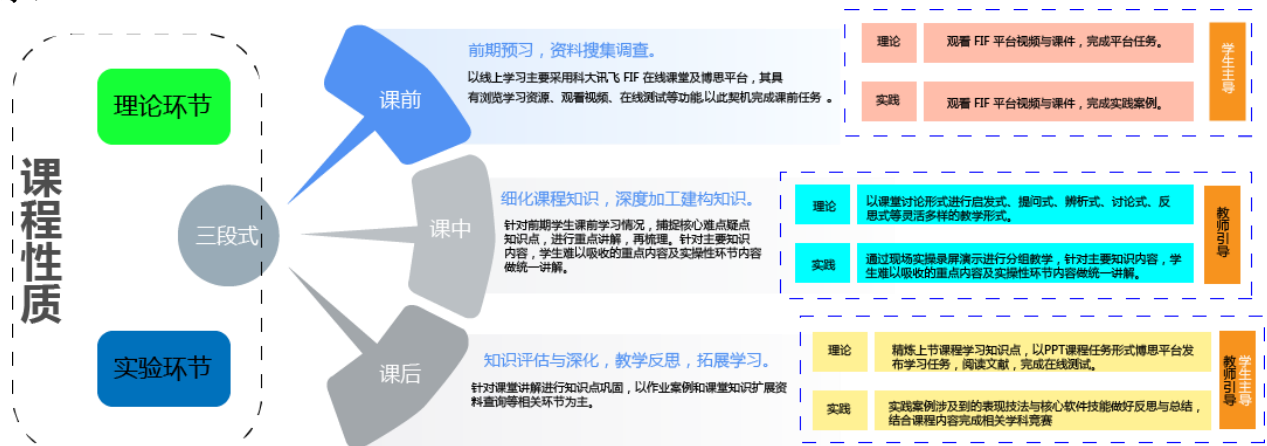 课程性质
理论环节
三段式
实验环节
课前
前期预习，资料搜集调查。
以线上学习主要采用科大讯飞 FIF 在线课堂及博思平台，其具
有浏览学习资源、观看视频、在线测试等功能,以此契机完成课前任务 。
理论
观看 FIF 平台视频与课件，完成平台任务。
实践
观看 FIF 平台视频与课件，完成实践案例。
学生主导
课中
细化课程知识，深度加工建构知识。
针对前期学生课前学习情况，捕捉核心难点疑点
知识点，进行重点讲解，再梳理。针对主要知识
内容，学生难以吸收的重点内容及实操性环节内容
做统一讲解。
理论
以课堂讨论形式进行启发式、提问式、辨析式、讨论式、反
思式等灵活多样的教学形式。
实践
通过现场实操录屏演示进行分组教学，针对主要知识内容，学
生难以吸收的重点内容及实操性环节内容做统一讲解。
教师引导
课后
知识评估与深化，教学反思，拓展学习。
针对课堂讲解进行知识点巩固，以作业案例和课堂知识扩展资
料查询等相关环节为主。
理论
精炼上节课程学习知识点，以PPT课程任务形式博思平台发
布学习任务，阅读文献，完成在线测试。
实践
实践案例涉及到的表现技法与核心软件技能做好反思与总结，
结合课程内容完成相关学科竞赛
学生主导
教师引导